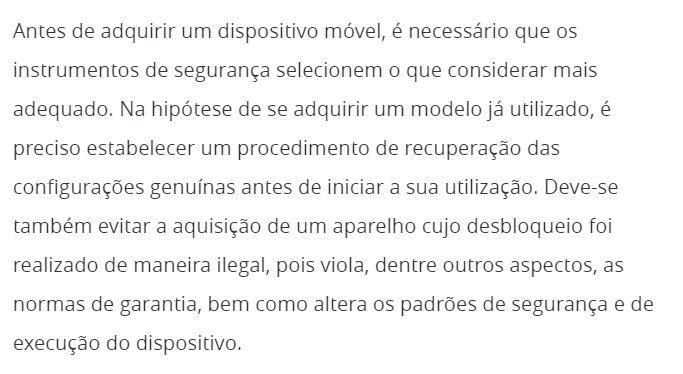 Antes de adquirir um dispositivo móvel, é necessário que os
instrumentos de segurança selecionem o que considerar mais
adequado. Na hipótese de se adquirir um modelo já utilizado, é
preciso estabelecer um procedimento de recuperação das
configurações genuínas antes de iniciar a sua utilização. Deve-se
também evitar a aquisição de um aparelho cujo desbloqueio foi
realizado de maneira ilegal, pois viola, dentre outros aspectos, as
normas de garantia, bem como altera os padrões de segurança e de
execução do dispositivo.